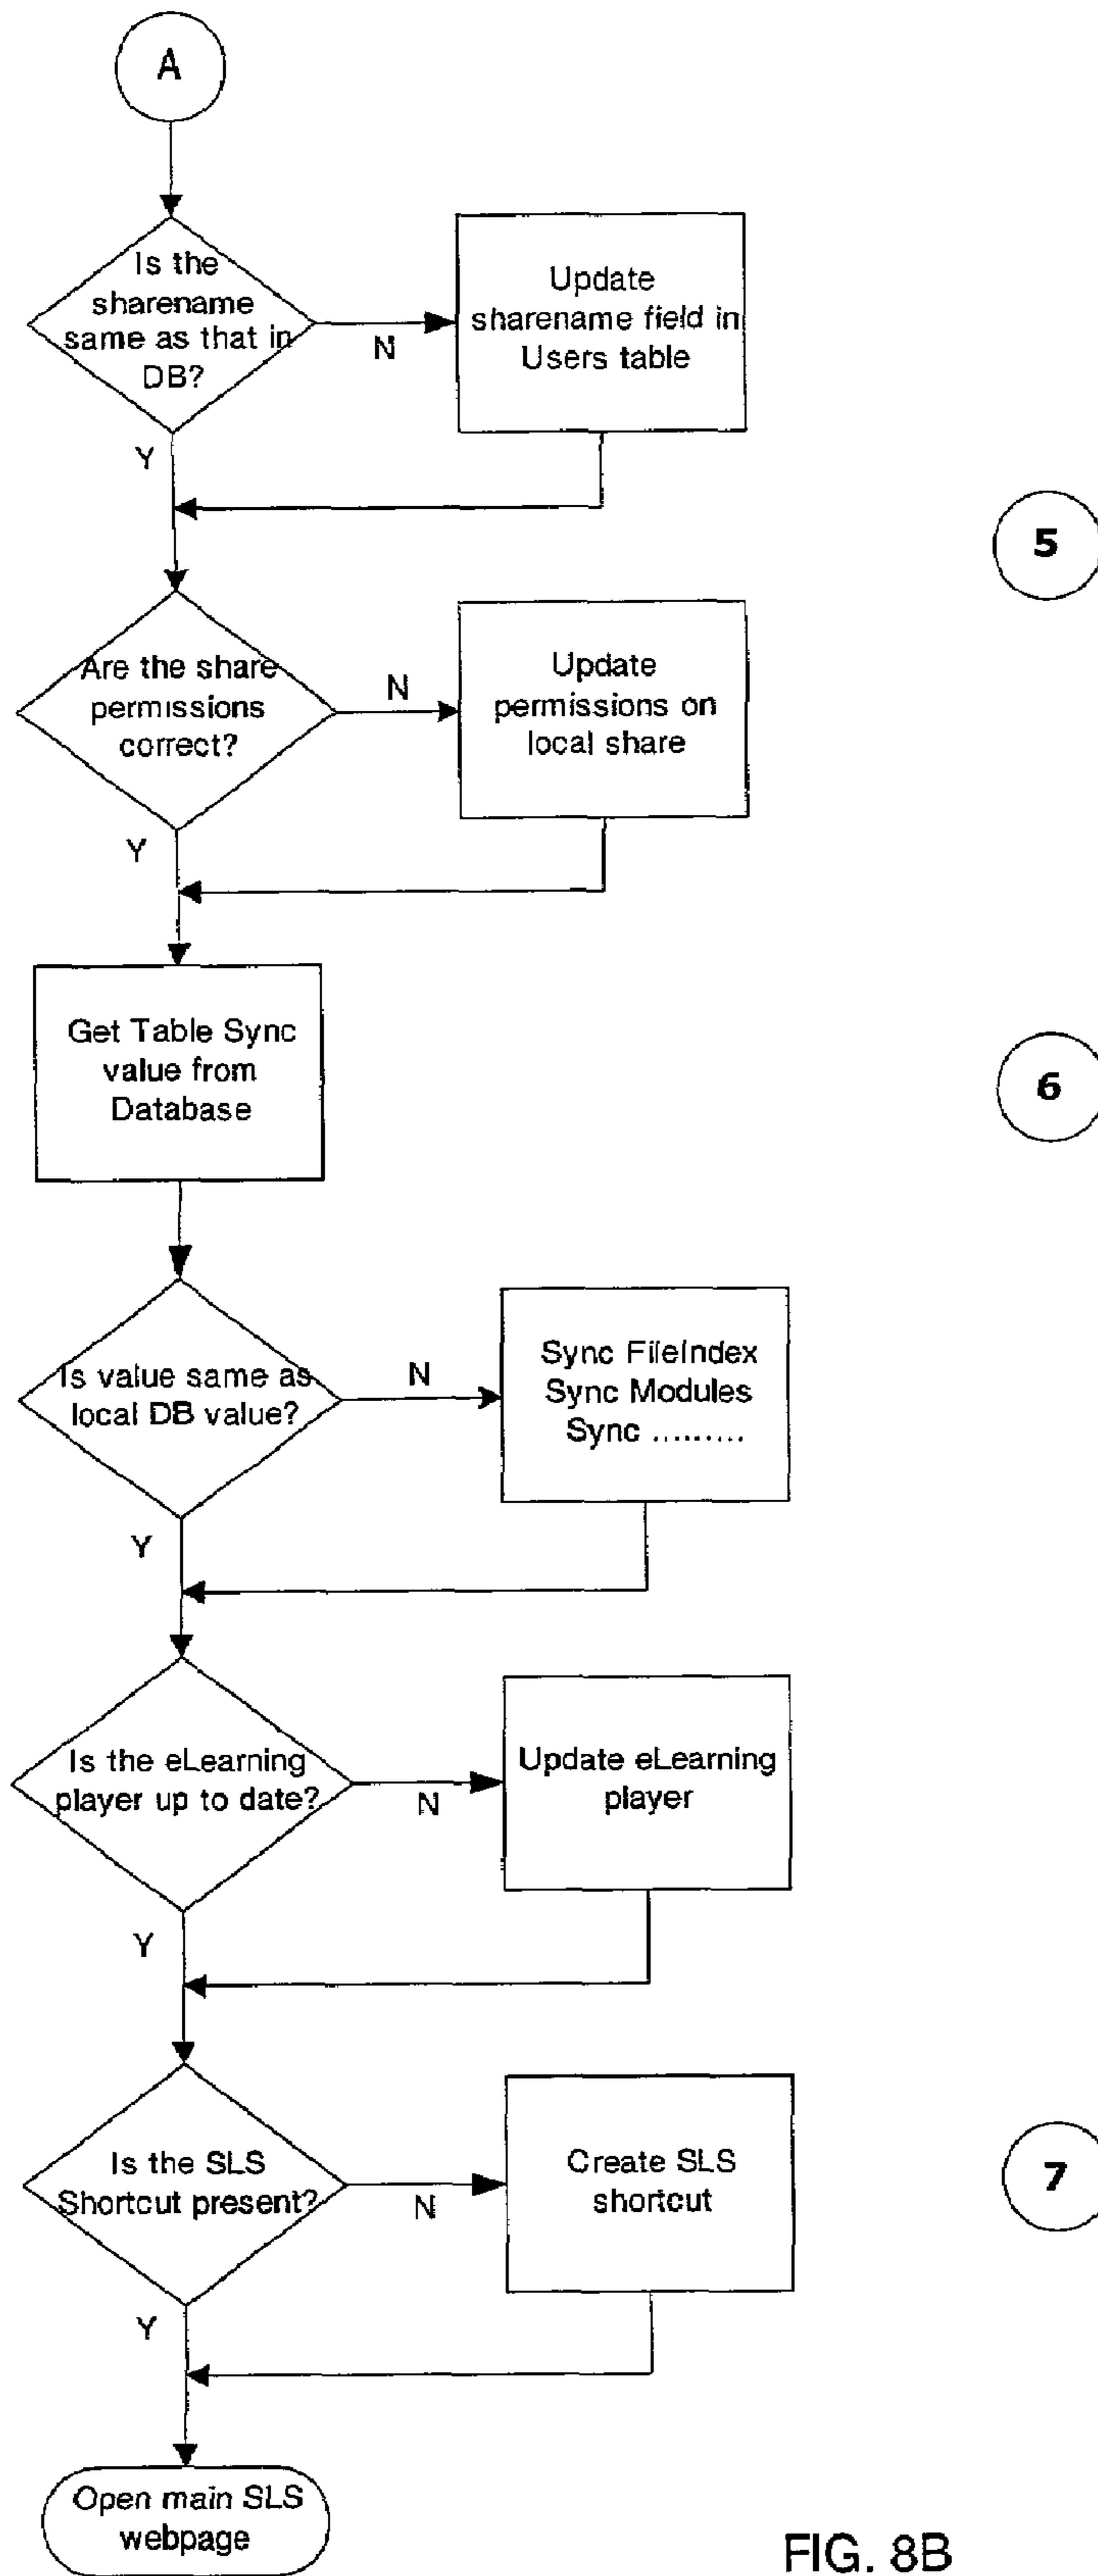 A
Is the
sharename
same as that in
DB?
N
Update
sharename field in
Users table
Y
5
Are the share
permissions
correct?
N
Update
permissions on
local share
Y
Get Table Sync
value from
Database
6
Is value same as
local DB value?
N
Sync FileIndex
Sync Modules
Sync .........
Y
Is the eLearning
player up to date?
N
Update eLearning
player
Y
Is the SLS
Shortcut present?
N
Create SLS
shortcut
7
Y
Open main SLS
webpage
FIG. 8B